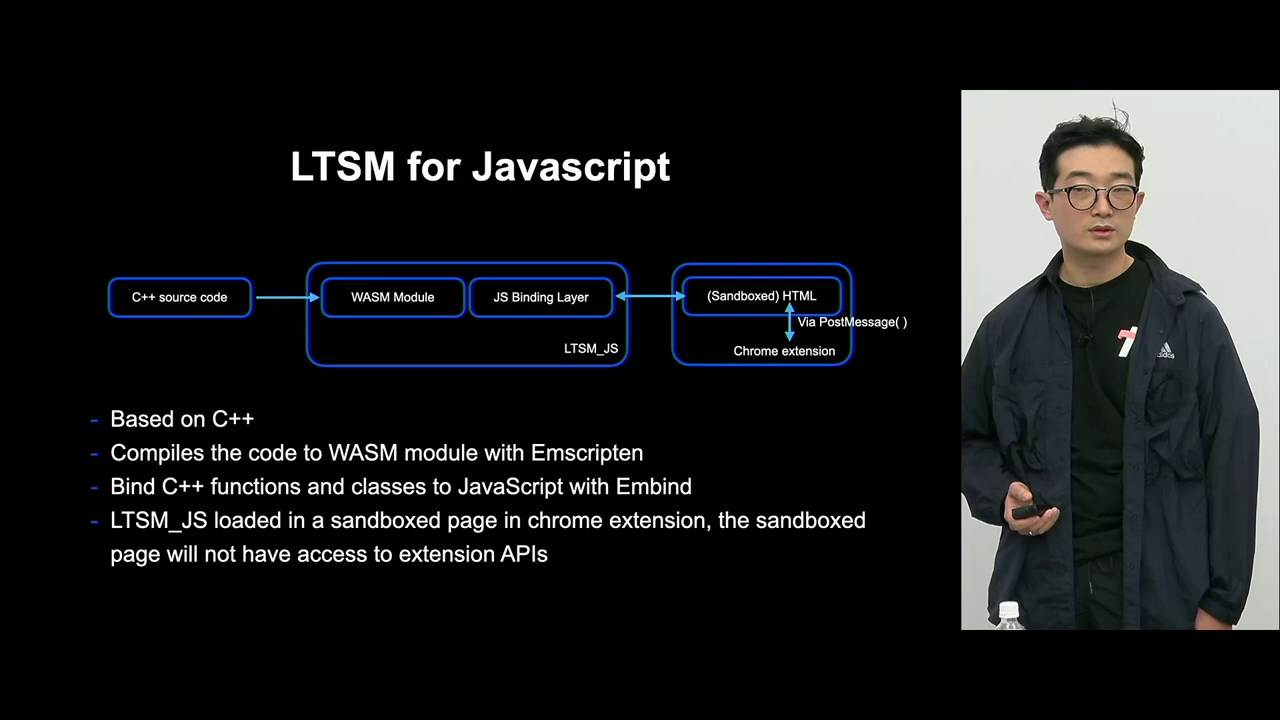 LTSM for Javascript
C++ source code
WASM Module
JS Binding Layer
LTSM_JS
(Sandboxed) HTML
Via PostMessage( )
Chrome extension
- Based on C++
- Compiles the code to WASM module with Emscripten
- Bind C++ functions and classes to JavaScript with Embind
- LTSM_JS loaded in a sandboxed page in chrome extension, the sandboxed
page will not have access to extension APIs
adidas